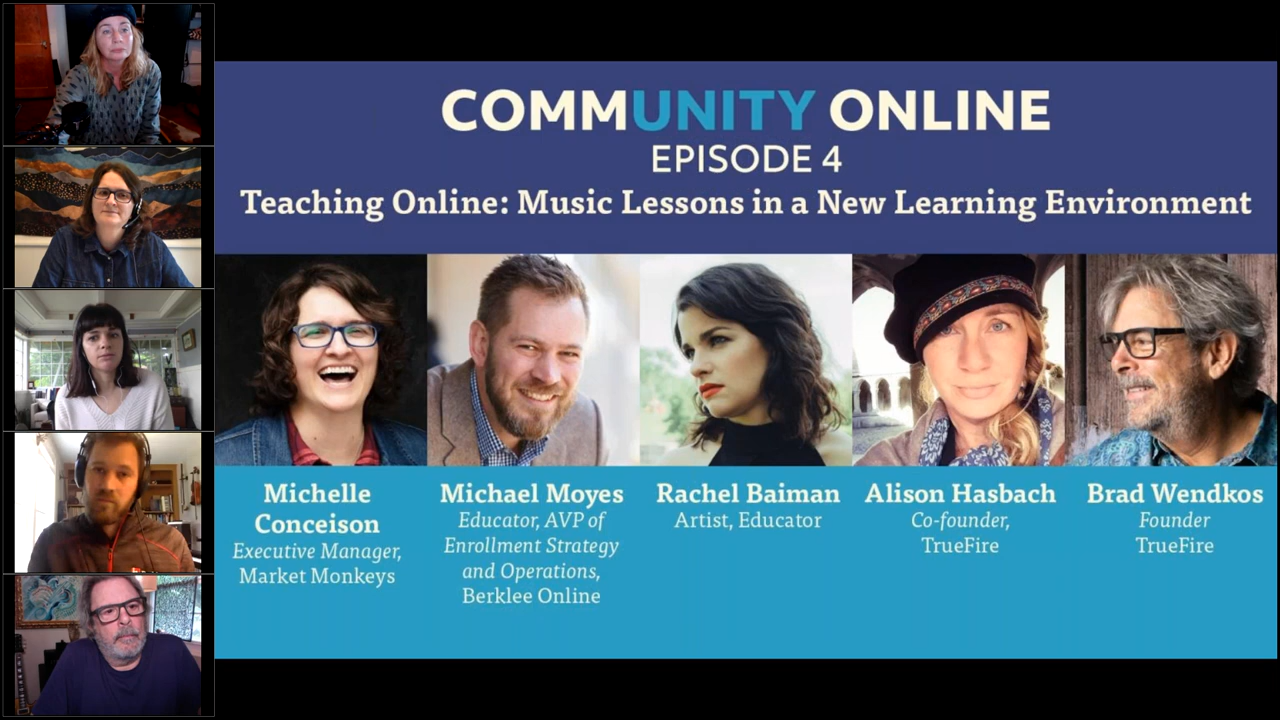 COMMUNITY ONLINE
EPISODE 4
Teaching Online: Music Lessons in a New Learning Environment
Michelle
Conceison
Executive Manager,
Market Monkeys
Michael Moyes
Educator, AVP of
Enrollment Strategy
and Operations,
Berklee Online
Rachel Baiman
Artist, Educator
Alison Hasbach
Co-founder,
TrueFire
Brad Wendkos
Founder
TrueFire